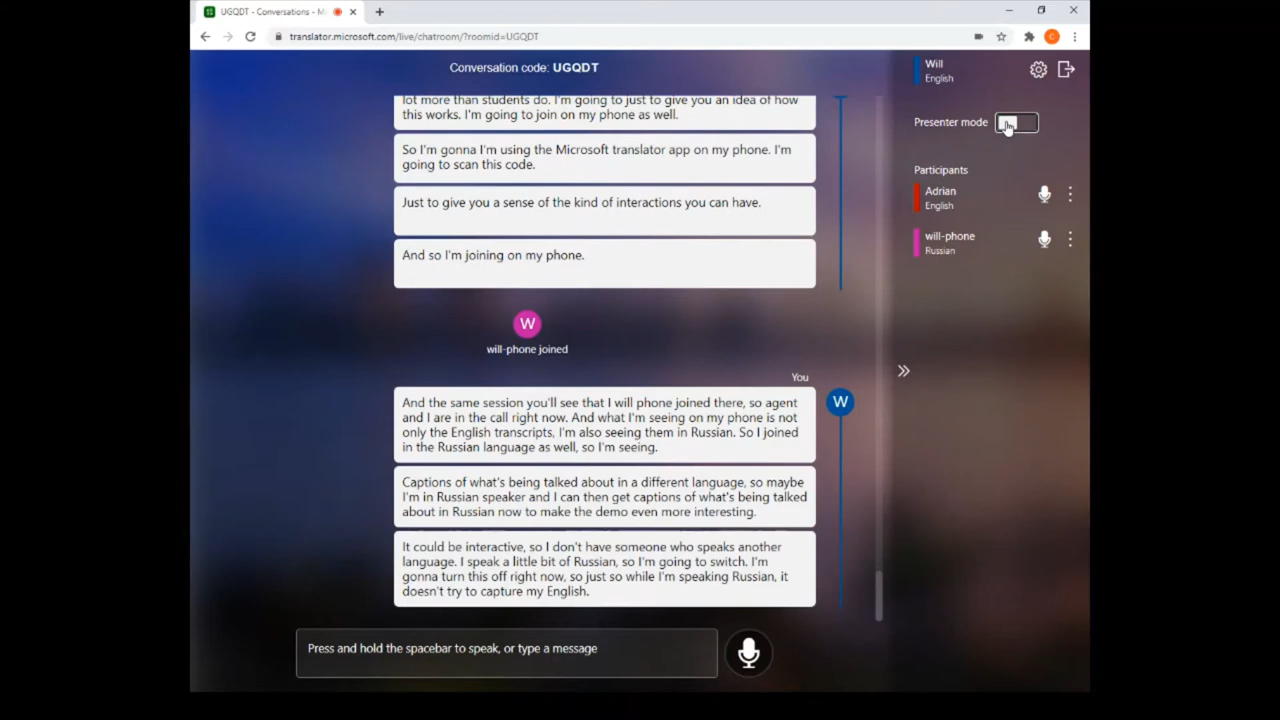 UGQDT - Conversations - M
translator.microsoft.com/live/chatroom/?roomid=UGQDT
C
Conversation code: UGQDT
Will
English
Presenter mode
Participants
Adrian
English
will-phone
Russian
lot more than students do. I'm going to just to give you an idea of how
this works. I'm going to join on my phone as well.
So I'm gonna I'm using the Microsoft translator app on my phone. I'm
going to scan this code.
Just to give you a sense of the kind of interactions you can have.
And so I'm joining on my phone.
W
will-phone joined
You
W
And the same session you'll see that I will phone joined there, so agent
and I are in the call right now. And what I'm seeing on my phone is not
only the English transcripts, I'm also seeing them in Russian. So I joined
in the Russian language as well, so I'm seeing.
Captions of what's being talked about in a different language, so maybe
I'm in Russian speaker and I can then get captions of what's being talked
about in Russian now to make the demo even more interesting.
It could be interactive, so I don't have someone who speaks another
language. I speak a little bit of Russian, so I'm going to switch. I'm
gonna turn this off right now, so just so while I'm speaking Russian, it
doesn't try to capture my English.
Press and hold the spacebar to speak, or type a message